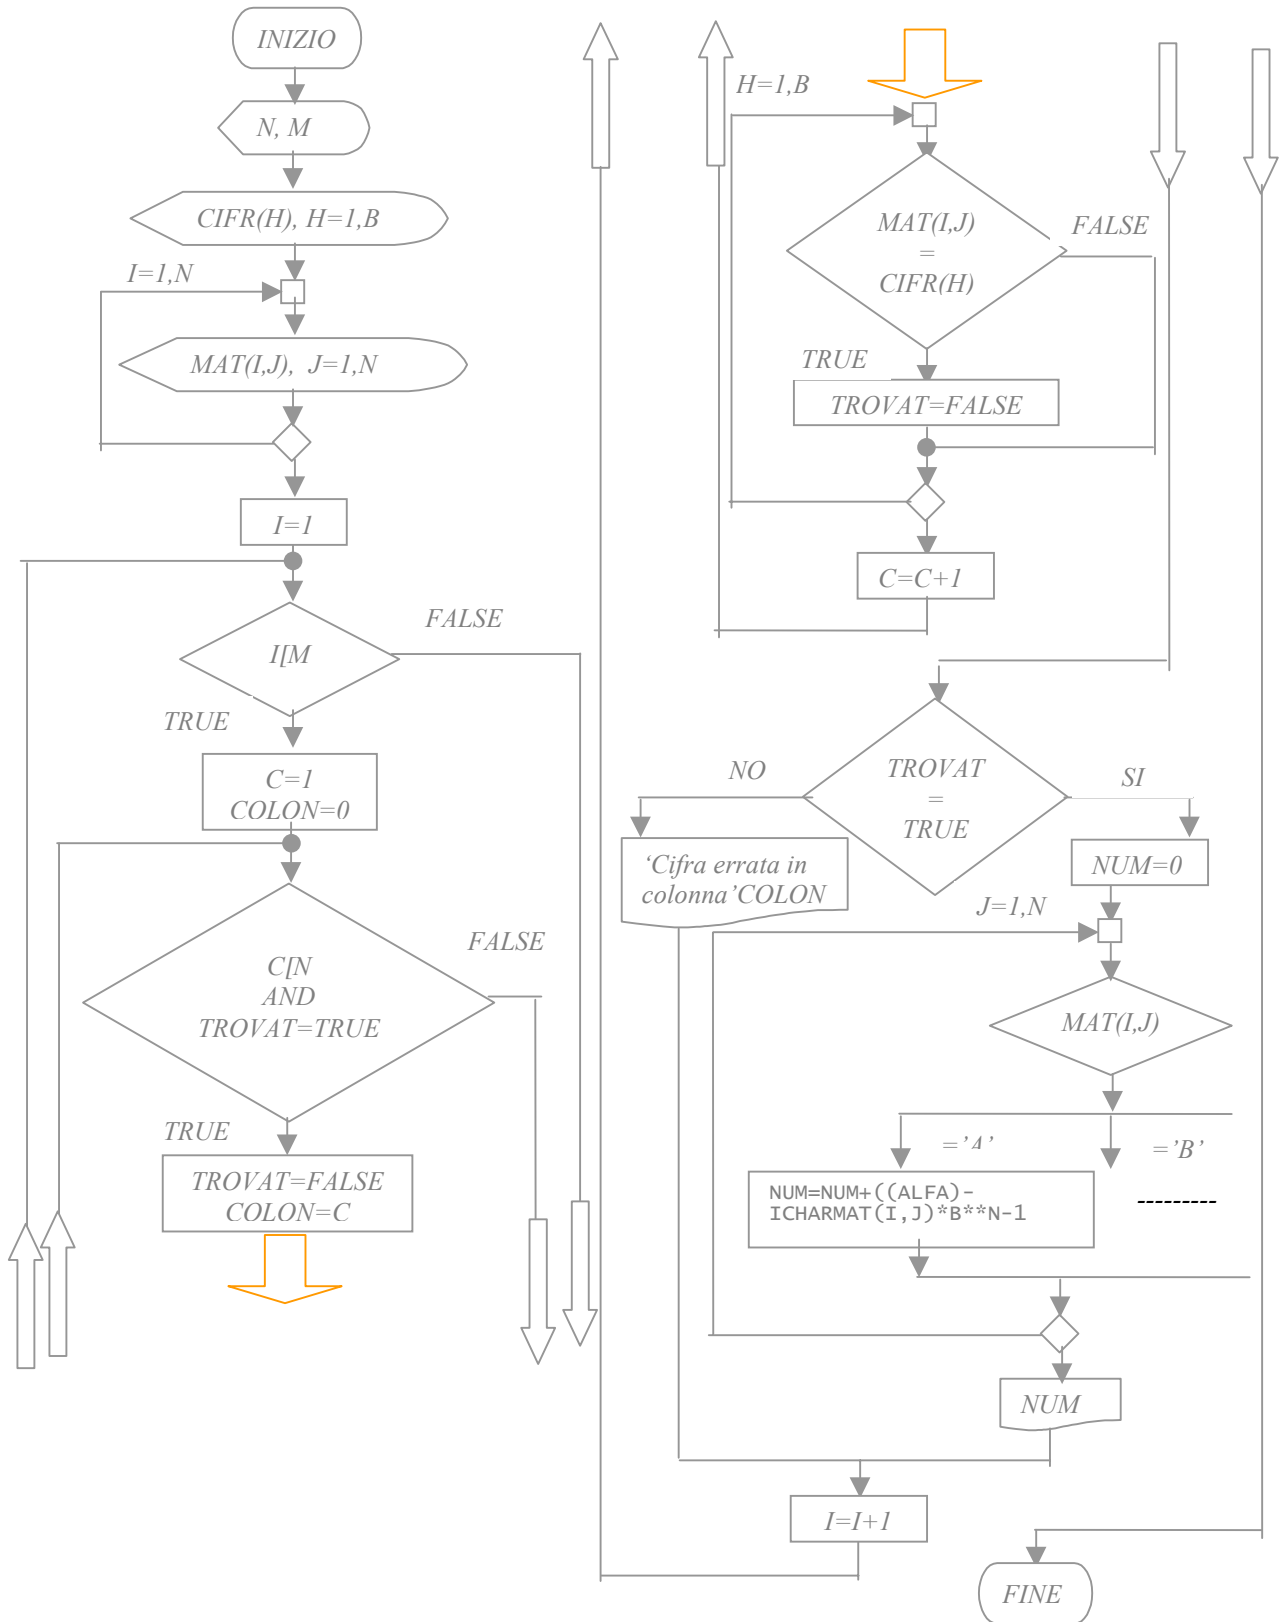 INIZIO
N, M
CIFR(H), H=1,B
I=1,N
MAT(I,J), J=1,N
I=1
I[M
FALSE
TRUE
C=1
COLON=0
C[N
AND
TROVAT=TRUE
FALSE
TRUE
TROVAT=FALSE
COLON=C
H=1,B
MAT(I,J)
=
CIFR(H)
FALSE
TRUE
TROVAT=FALSE
C=C+1
TROVAT
=
TRUE
NO
SI
‘Cifra errata in
colonna’COLON
NUM=0
J=1,N
MAT(I,J)
=’A’
=’B’
NUM=NUM+((ALFA)-
ICHARMAT(I,J)*B**N-1
---------
NUM
I=I+1
FINE